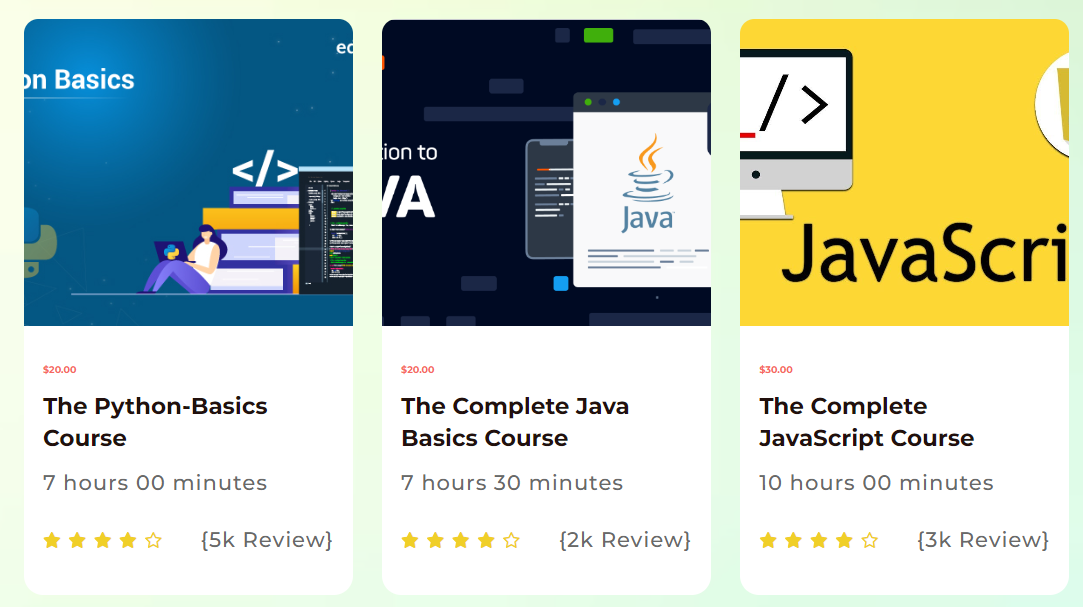 on Basics
</>
$20.00
The Python-Basics
Course
7 hours 00 minutes
{5k Review}
tion to
VA
Java
$20.00
The Complete Java
Basics Course
7 hours 30 minutes
{2k Review}
_/>
JavaScri
$30.00
The Complete
JavaScript Course
10 hours 00 minutes
{3k Review}